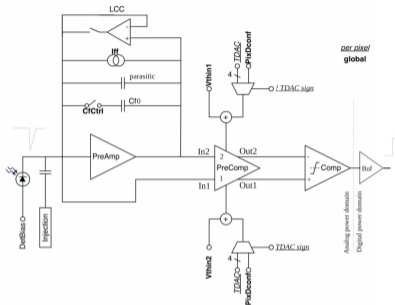 LCC
Iff
parasitic
Cf0
CfCtrl
TDAC
PixDconf
4
Vthin1
! TDAC sign
per pixel
global
+
PreAmp
In2
2
Out2
PreComp
In1
1
Out1
-
Comp
+
Buf
Analog power domain
Digital power domain
DetBias
Injection
+
TDAC sign
4
Vthin2
TDAC
PixDconf